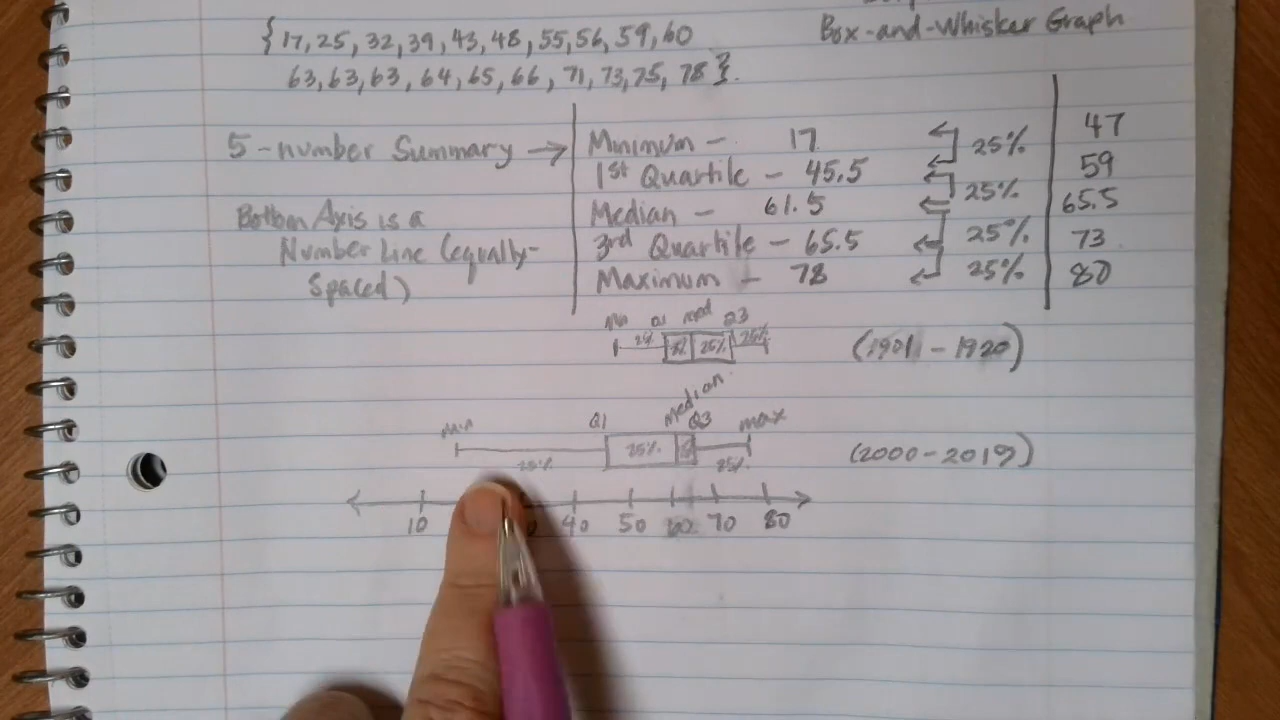 Box-and-Whisker Graph
{17, 25, 32, 39, 43, 48, 55, 56, 59, 60
63, 63, 63, 64, 65, 66, 71, 73, 75, 78}.
5-number Summary → Minimum - 17 25% 47
1st Quartile - 45.5 25% 59
Bottom Axis is a Median - 61.5 65.5
Number Line (equally- 3rd Quartile - 65.5 25% 73
Spaced) Maximum - 78 25% 80
Min Q1 med Q3
25% 25% 25% (1901 - 1920)
Median
Min Q1 Q3 max
25% 25% 25% (2000-2019)
10 40 50 60 70 80